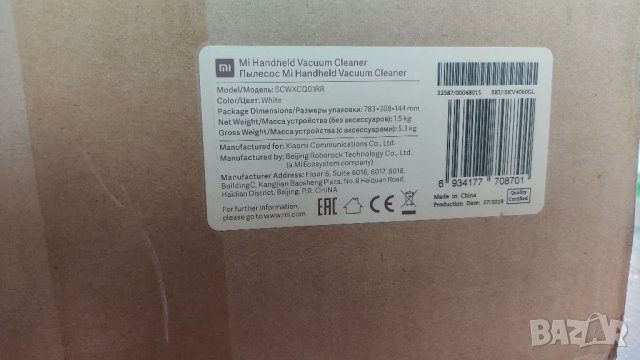 mi
Mi Handheld Vacuum Cleaner
Пылесос Mi Handheld Vacuum Cleaner
Model/Модель: SCWXCQ01RR
Color/Цвет: White
Package Dimensions/Размеры упаковки: 783×308×144 mm
Net Weight/Масса устройства (без аксессуаров): 1.5 kg
Gross Weight/Масса устройства (с аксессуарами): 5.3 kg
Manufactured for: Xiaomi Communications Co., Ltd.
Manufactured by: Beijing Roborock Technology Co., Ltd.
(a Mi Ecosystem company)
Manufacturer Address: Floor 6, Suite 6016, 6017, 6018,
Building C, Kangjian Baosheng Plaza, No. 8 Heiquan Road,
Haidian District, Beijing, P.R. CHINA
For further information,
please go to www.mi.com
EAC CE
22587/00048015 SKU:SKV4060GL
6 934177 708701
Made in China
Production Date: 07/2019
Quality
Certified
BAZAR